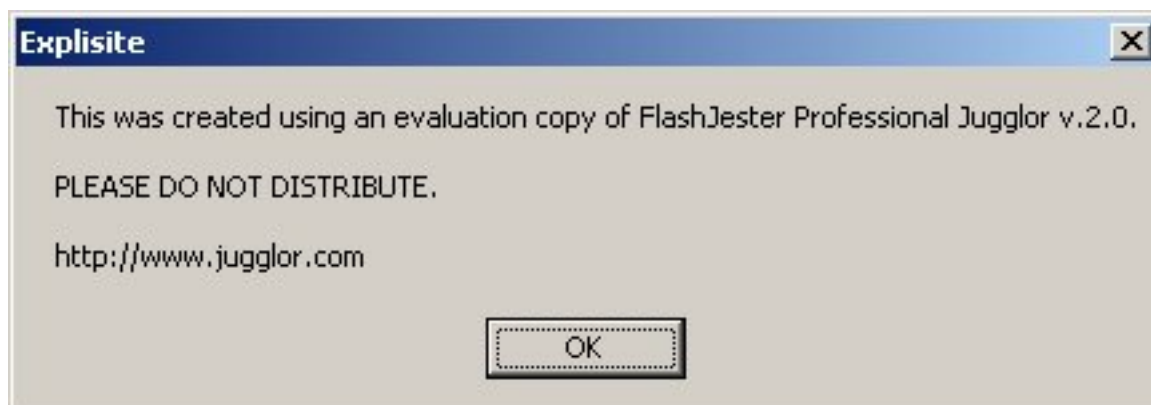 Explisite
This was created using an evaluation copy of FlashJester Professional Jugglor v.2.0.
PLEASE DO NOT DISTRIBUTE.
http://www.jugglor.com
OK